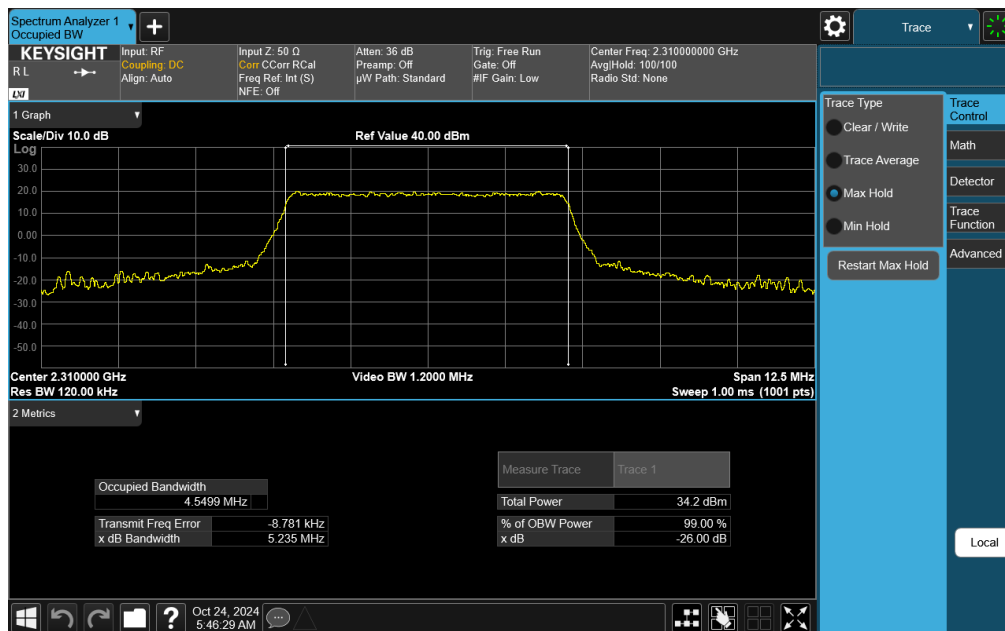 Spectrum Analyzer 1
Occupied BW
Trace
KEYSIGHT
R L
LXI
Input: RF
Coupling: DC
Align: Auto
Input Z: 50 Ω
Corr CCorr RCal
Freq Ref: Int (S)
NFE: Off
Atten: 36 dB
Preamp: Off
µW Path: Standard
Trig: Free Run
Gate: Off
#IF Gain: Low
Center Freq: 2.310000000 GHz
Avg|Hold: 100/100
Radio Std: None
1 Graph
Scale/Div 10.0 dB
Ref Value 40.00 dBm
Log
30.0
20.0
10.0
0.00
-10.0
-20.0
-30.0
-40.0
-50.0
Center 2.310000 GHz
Video BW 1.2000 MHz
Span 12.5 MHz
Res BW 120.00 kHz
Sweep 1.00 ms (1001 pts)
2 Metrics
Measure Trace
Trace 1
Occupied Bandwidth
4.5499 MHz
Total Power
34.2 dBm
Transmit Freq Error
-8.781 kHz
% of OBW Power
99.00 %
x dB Bandwidth
5.235 MHz
x dB
-26.00 dB
Trace Type
Clear / Write
Trace Average
Max Hold
Min Hold
Restart Max Hold
Trace
Control
Math
Detector
Trace
Function
Advanced
Local
?
Oct 24, 2024
5:46:29 AM